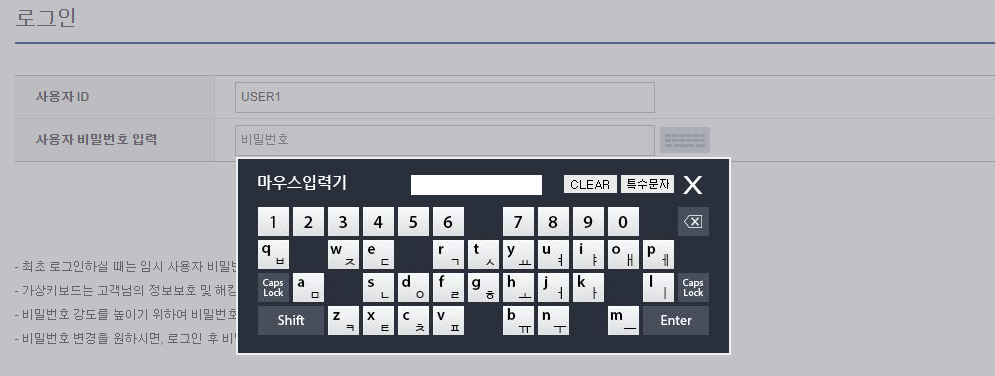 로그인
사용자 ID
USER1
사용자 비밀번호 입력
비밀번호
마우스입력기
CLEAR
특수문자
X
1 2 3 4 5 6 7 8 9 0
q ㅂ w ㅈ e ㄷ r ㄱ t ㅅ y ㅛ u ㅕ i ㅑ o ㅐ p ㅔ
Caps Lock a ㅁ s ㄴ d ㅇ f ㄹ g ㅎ h ㅗ j ㅓ k ㅏ l ㅣ Caps Lock
Shift z ㅋ x ㅌ c ㅊ v ㅍ b ㅠ n ㅜ m ㅡ Enter
- 최초 로그인하실 때는 임시 사용자 비밀번
- 가상키보드는 고객님의 정보보호 및 해킹
- 비밀번호 강도를 높이기 위하여 비밀번호
- 비밀번호 변경을 원하시면, 로그인 후 비밀